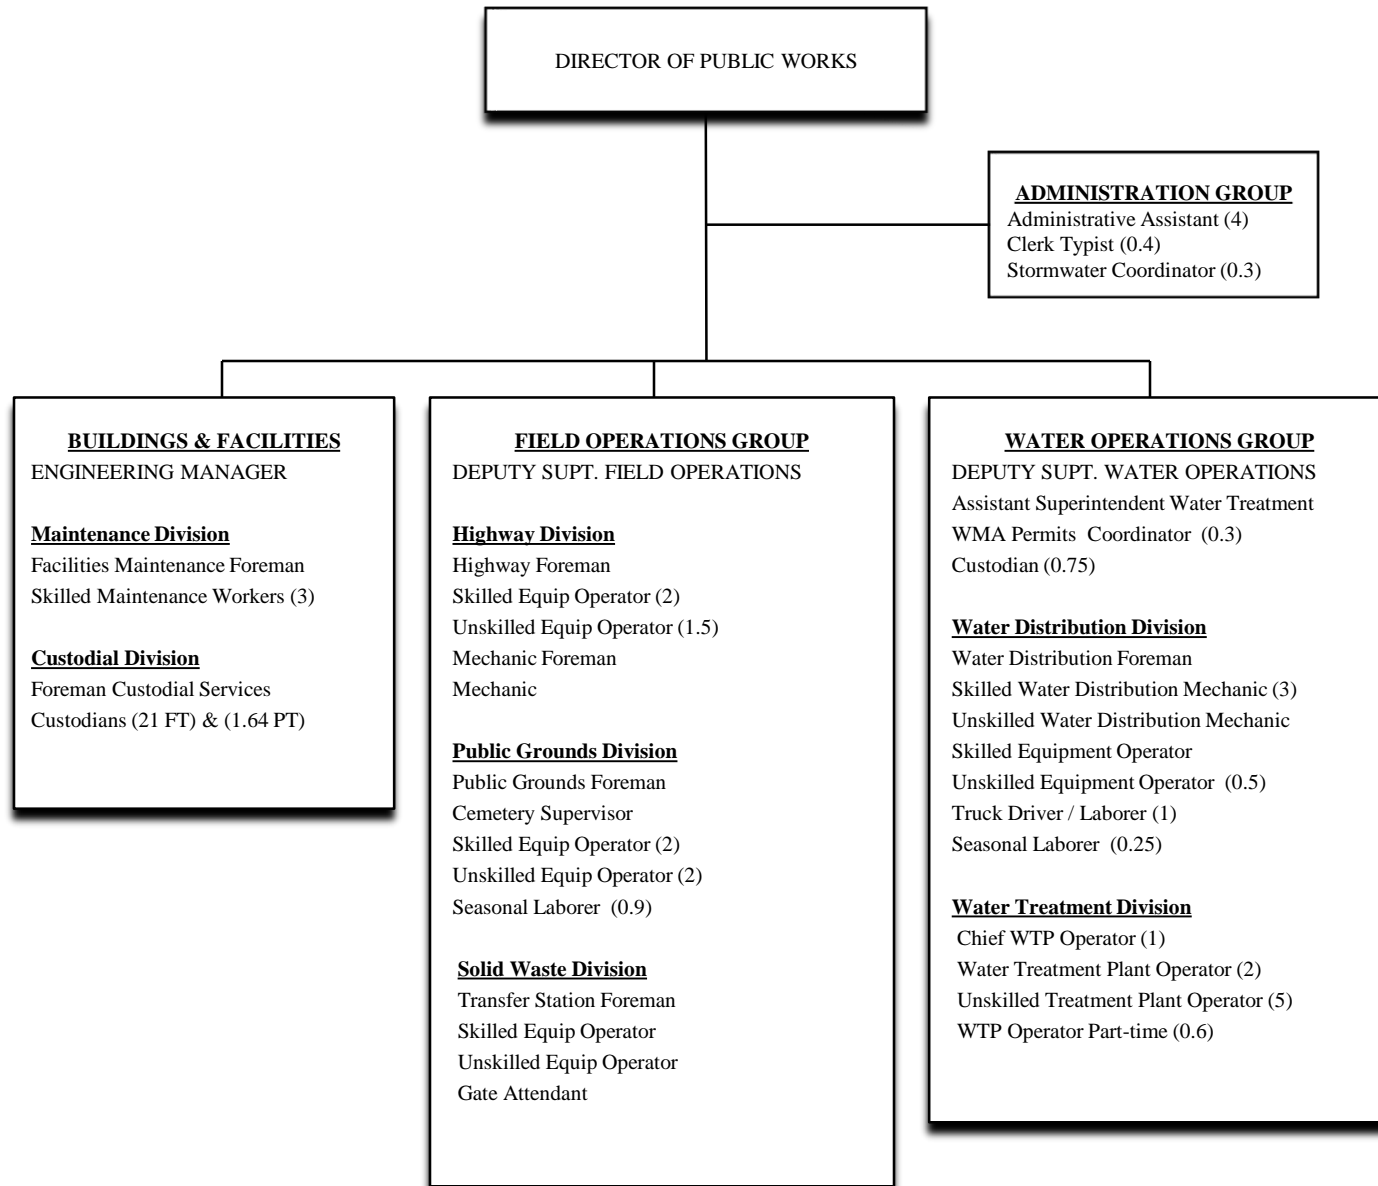 DIRECTOR OF PUBLIC WORKS
ADMINISTRATION GROUP
Administrative Assistant (4)
Clerk Typist (0.4)
Stormwater Coordinator (0.3)
BUILDINGS & FACILITIES
ENGINEERING MANAGER
Maintenance Division
Facilities Maintenance Foreman
Skilled Maintenance Workers (3)
Custodial Division
Foreman Custodial Services
Custodians (21 FT) & (1.64 PT)
FIELD OPERATIONS GROUP
DEPUTY SUPT. FIELD OPERATIONS
Highway Division
Highway Foreman
Skilled Equip Operator (2)
Unskilled Equip Operator (1.5)
Mechanic Foreman
Mechanic
Public Grounds Division
Public Grounds Foreman
Cemetery Supervisor
Skilled Equip Operator (2)
Unskilled Equip Operator (2)
Seasonal Laborer (0.9)
Solid Waste Division
Transfer Station Foreman
Skilled Equip Operator
Unskilled Equip Operator
Gate Attendant
WATER OPERATIONS GROUP
DEPUTY SUPT. WATER OPERATIONS
Assistant Superintendent Water Treatment
WMA Permits Coordinator (0.3)
Custodian (0.75)
Water Distribution Division
Water Distribution Foreman
Skilled Water Distribution Mechanic (3)
Unskilled Water Distribution Mechanic
Skilled Equipment Operator
Unskilled Equipment Operator (0.5)
Truck Driver / Laborer (1)
Seasonal Laborer (0.25)
Water Treatment Division
Chief WTP Operator (1)
Water Treatment Plant Operator (2)
Unskilled Treatment Plant Operator (5)
WTP Operator Part-time (0.6)